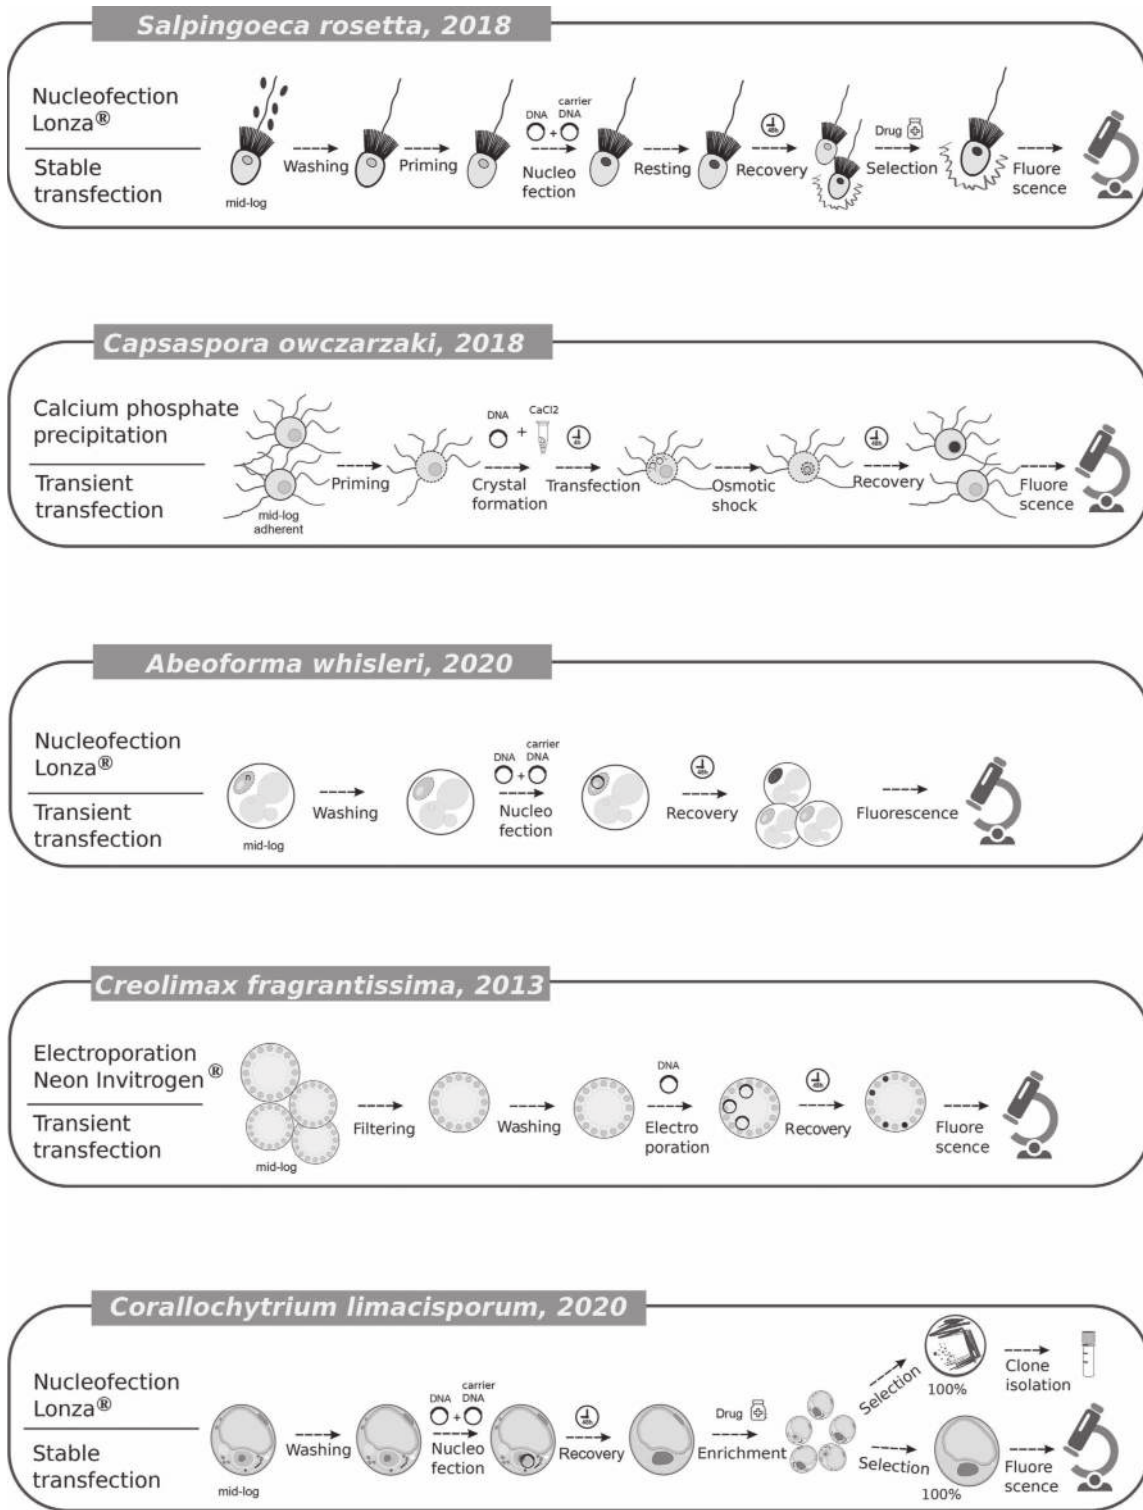 Salpingoeca rosetta, 2018
Nucleofection
Lonza®
Stable
transfection
mid-log
Washing
Priming
DNA
+
carrier
DNA
Nucleo
fection
Resting
48h
Recovery
Drug
Selection
Fluore
scence
Capsaspora owczarzaki, 2018
Calcium phosphate
precipitation
Transient
transfection
mid-log
adherent
Priming
DNA
+
CaCl2
Crystal
formation
Transfection
Osmotic
shock
Recovery
Fluore
scence
Abeoforma whisleri, 2020
Nucleofection
Lonza®
Transient
transfection
n
mid-log
Washing
DNA
+
carrier
DNA
Nucleo
fection
48h
Recovery
Fluorescence
Creolimax fragrantissima, 2013
Electroporation
Neon Invitrogen®
Transient
transfection
mid-log
Filtering
Washing
DNA
Electro
poration
48h
Recovery
Fluore
scence
Corallochytrium limacisporum, 2020
Nucleofection
Lonza®
Stable
transfection
mid-log
Washing
DNA
+
carrier
DNA
Nucleo
fection
Recovery
Drug
Enrichment
Selection
100%
Clone
isolation
Selection
100%
Fluore
scence